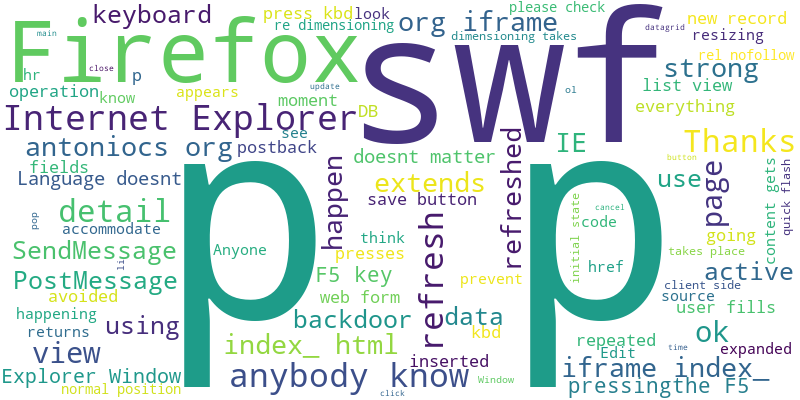 keyboard
press kbd
look
please check
re dimensioning
org iframe
new record
Firefox
swf
dimensioning takes
datagrid
resizing
main
close
hr
p
strong
rel nofollow
operation
know
appears
moment
update
ol
list view
Internet Explorer
DB
everything
antoniocs org
see
postback
IE
Thanks
button
fields
doesnt matter
Language doesnt
happen
extends
refreshed
use
page
content gets
quick flash
detail
save button
pop
accommodate
p p
initial state
cancel
code
SendMessage
Anyone
think
presses
refresh
going
takes place
li
PostMessage
F5 key
prevent
href
active
avoided
web form
client side
source
happening
using
backdoor
data
user fills
returns
kbd
ok
view
index_ html
repeated
Edit
expanded
Explorer Window
anybody know
inserted
iframe index_
time
normal position
Window
click
pressingthe F5